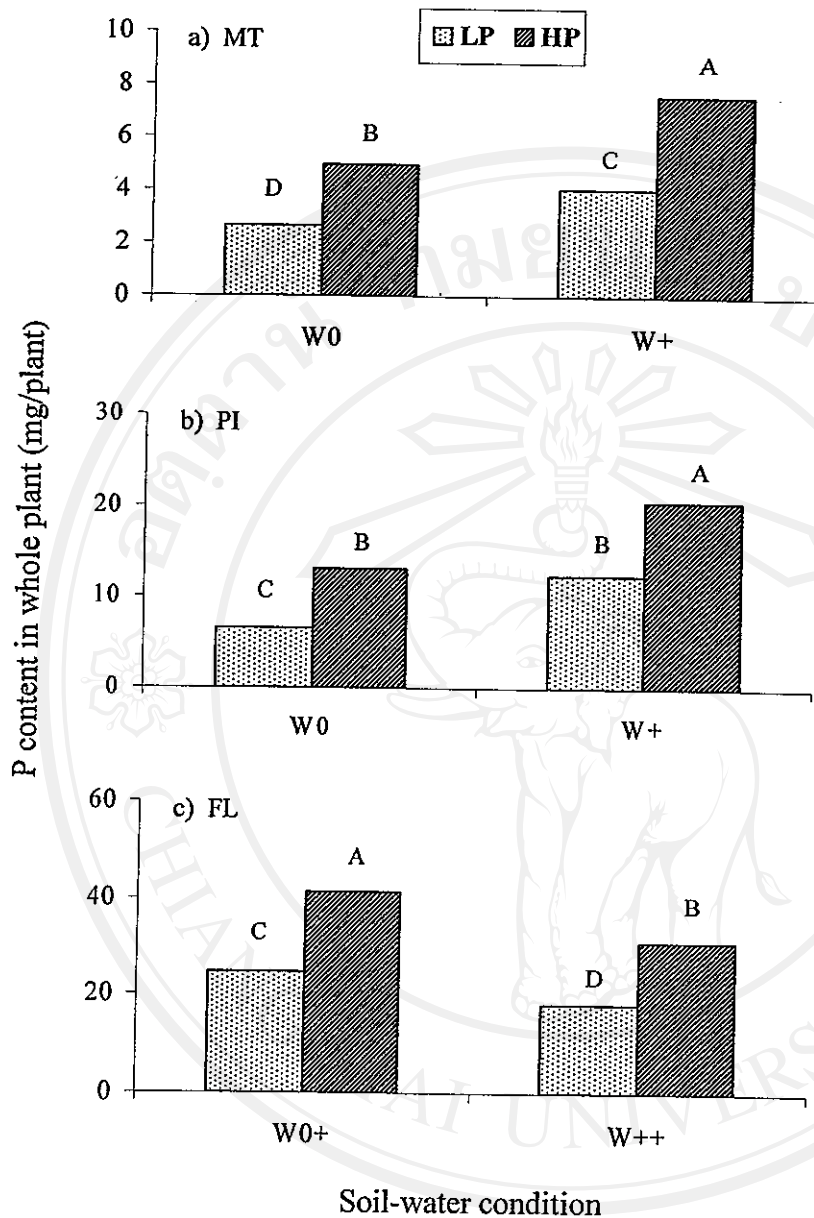 a) MT
LP HP
10
8
6
4
2
0
D B C A
W0 W+
P content in whole plant (mg/plant)
b) PI
30
20
10
0
C B B A
W0 W+
c) FL
60
40
20
0
C A D B
W0+ W++
Soil-water condition